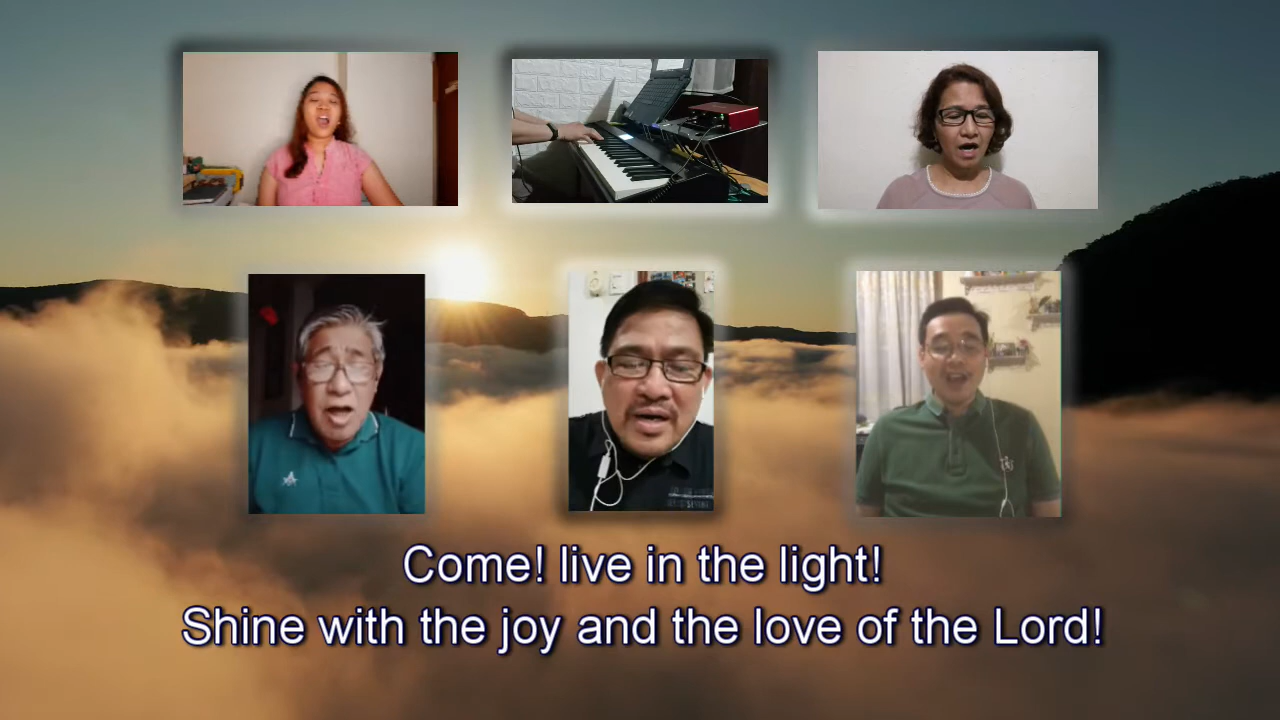 Come! live in the light!
Shine with the joy and the love of the Lord!